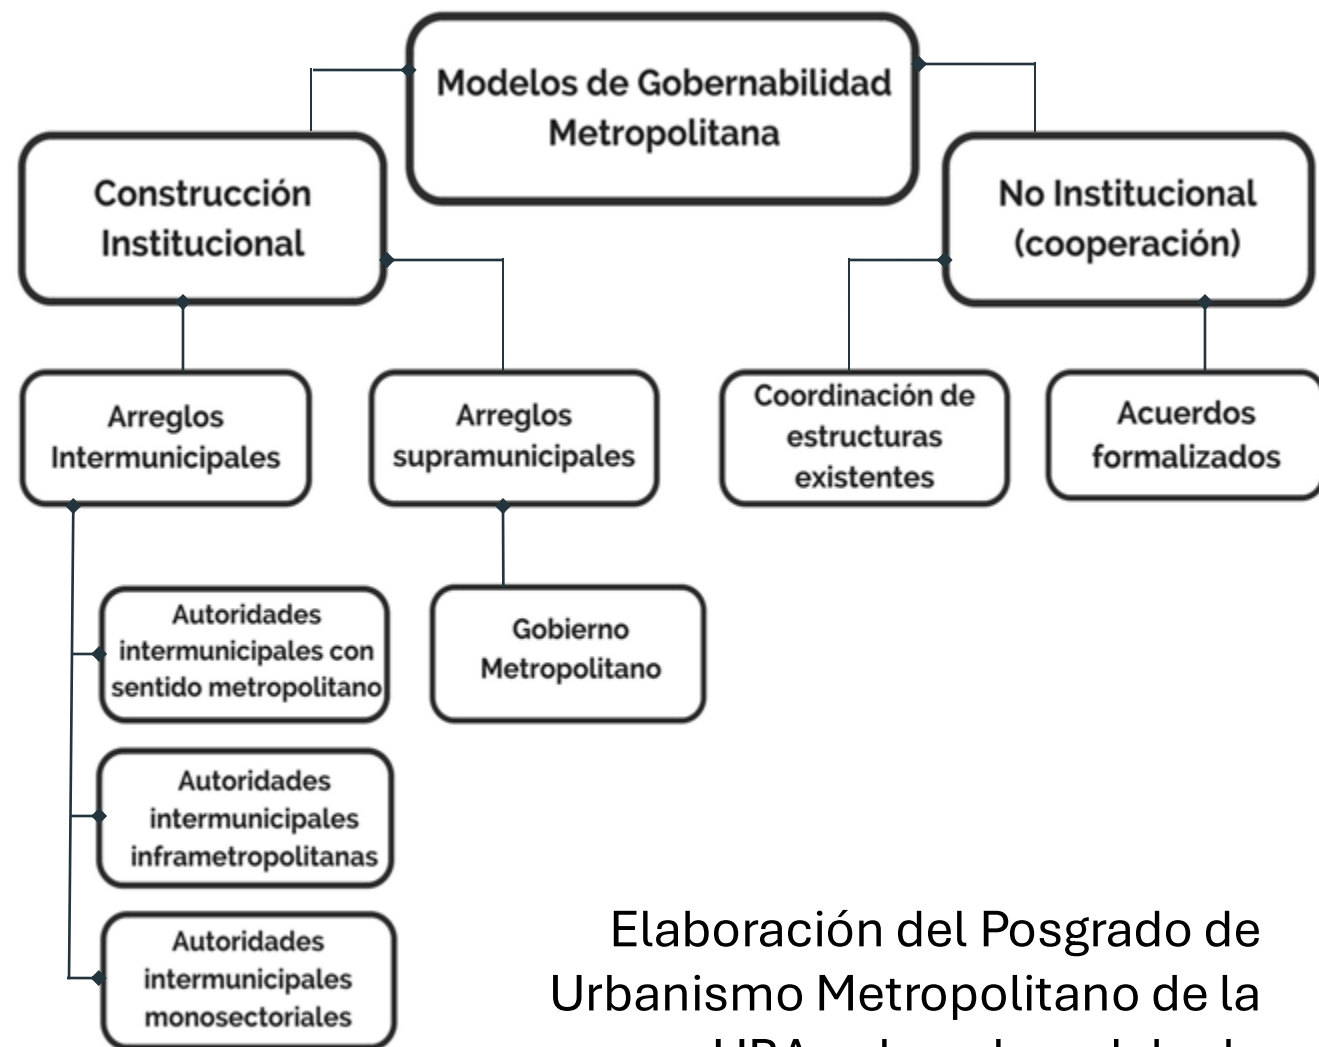 Modelos de Gobernabilidad
Metropolitana
Construcción
Institucional
No Institucional
(cooperación)
Arreglos
Intermunicipales
Arreglos
supramunicipales
Coordinación de
estructuras
existentes
Acuerdos
formalizados
Autoridades
intermunicipales con
sentido metropolitano
Gobierno
Metropolitano
Autoridades
intermunicipales
inframetropolitanas
Autoridades
intermunicipales
monosectoriales
Elaboración del Posgrado de
Urbanismo Metropolitano de la